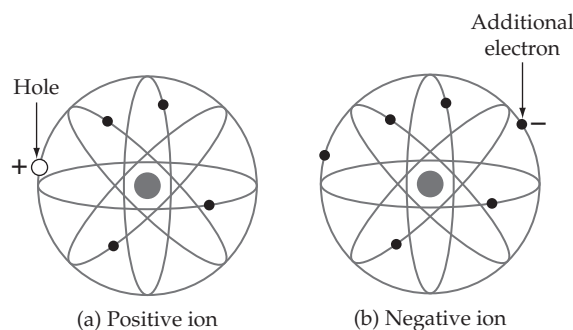 Hole
+
(a) Positive ion
Additional
electron
–
(b) Negative ion